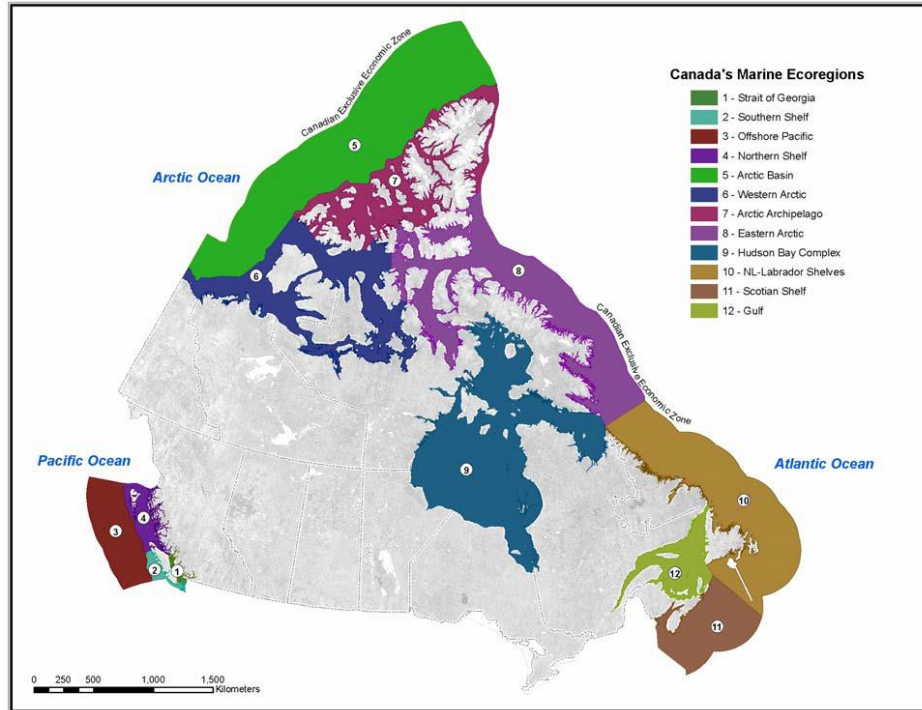 Canadian Exclusive Economic Zone
Canada's Marine Ecoregions
1 - Strait of Georgia
2 - Southern Shelf
3 - Offshore Pacific
4 - Northern Shelf
5 - Arctic Basin
6 - Western Arctic
7 - Arctic Archipelago
8 - Eastern Arctic
9 - Hudson Bay Complex
10 - NL-Labrador Shelves
11 - Scotian Shelf
12 - Gulf
5
Arctic Ocean
7
6
8
Canadian Exclusive Economic Zone
Pacific Ocean
Atlantic Ocean
9
4
10
3
2
1
12
11
0 250 500 1,000 1,500
Kilometers